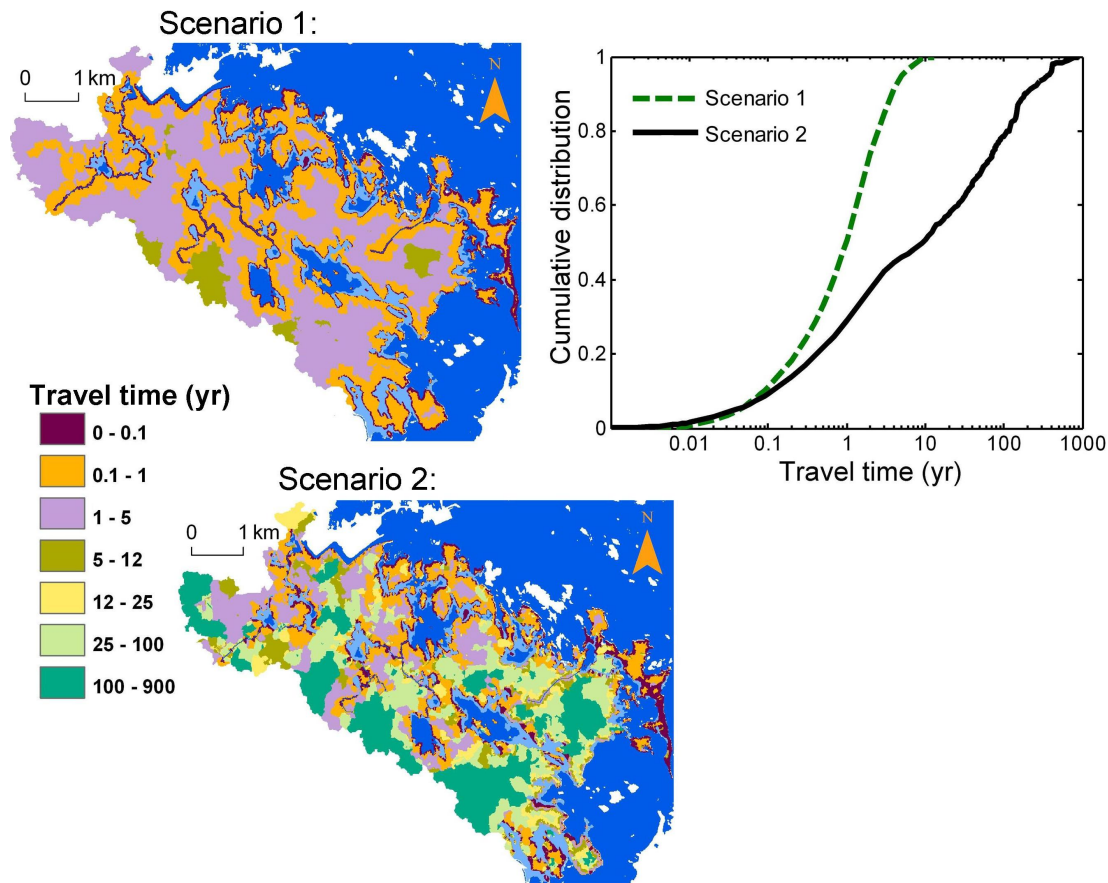 Scenario 1:
0 1 km
N
Travel time (yr)
0 - 0.1
0.1 - 1
1 - 5
5 - 12
12 - 25
25 - 100
100 - 900
Scenario 2:
0 1 km
N
Cumulative distribution
1
0.8
0.6
0.4
0.2
0
Scenario 1
Scenario 2
0.01 0.1 1 10 100 1000
Travel time (yr)